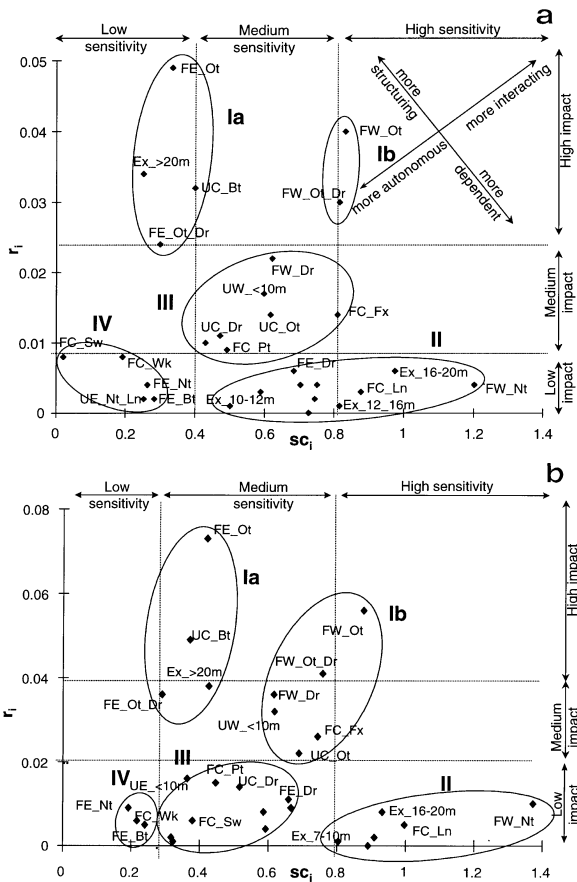 a
Low
sensitivity
Medium
sensitivity
High sensitivity
0.05
FE_Ot
Ia
more
structuring
more interacting
High impact
0.04
FW_Ot
Ib
Ex_>20m
UC_Bt
more autonomous
more
dependent
0.03
FW_Ot_Dr
FE_Ot_Dr
ri
0.02
FW_Dr
UW_<10m
III
FC_Fx
UC_Ot
UC_Dr
Medium
impact
0.01
IV
FC_Sw
FC_Pt
II
FC_Wk
FE_Dr
Ex_16-20m
FE_Nt
FC_Ln
FW_Nt
UE_Nt_Ln
FE_Bt
Ex_10-12m
Ex_12_16m
Low
impact
0
0
0.2
0.4
0.6
0.8
1
1.2
1.4
sci
b
Low
sensitivity
Medium
sensitivity
High sensitivity
0.08
FE_Ot
Ia
High impact
0.06
Ib
UC_Bt
FW_Ot
FW_Ot_Dr
Ex_>20m
0.04
FE_Ot_Dr
FW_Dr
ri
UW_<10m
FC_Fx
Medium
impact
UC_Ot
0.02
III
IV
FC_Pt
UE_<10m
UC_Dr
II
FE_Dr
FE_Nt
FC_Wk
FC_Sw
Ex_16-20m
FW_Nt
FE_Bt
Ex_7-10m
FC_Ln
Low
impact
0
0
0.2
0.4
0.6
0.8
1
1.2
1.4
sci